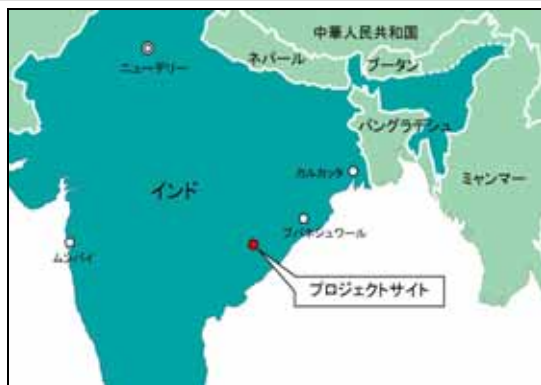 中華人民共和国
ネパール
ブータン
ニューデリー
バングラデシュ
カルカッタ
ミャンマー
インド
ブバネシュワール
ムンバイ
プロジェクトサイト